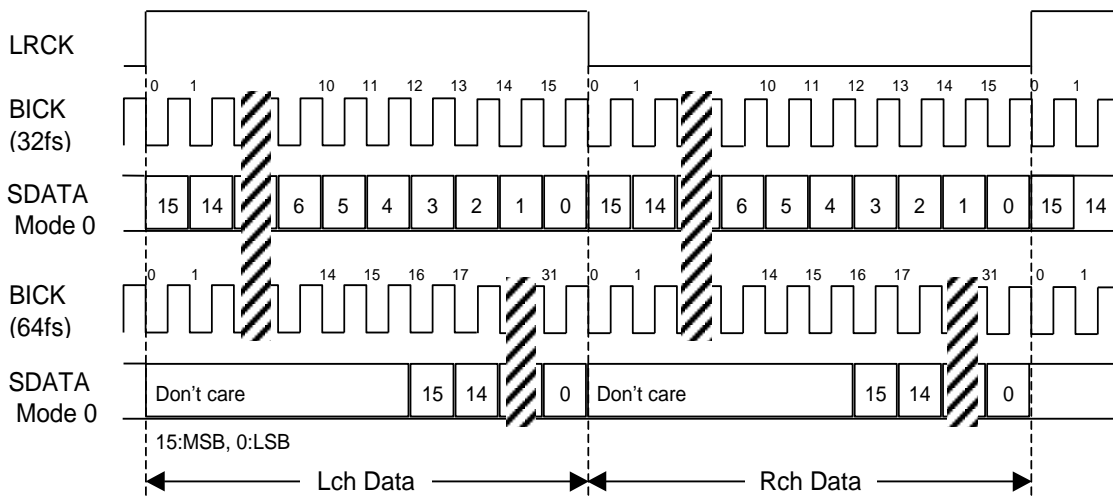 LRCK
0 1 10 11 12 13 14 15 0 1 10 11 12 13 14 15 0 1
BICK
(32fs)
SDATA
Mode 0
15 14 6 5 4 3 2 1 0 15 14 6 5 4 3 2 1 0 15 14
0 1 14 15 16 17 31 0 1 14 15 16 17 31 0 1
BICK
(64fs)
SDATA
Mode 0
Don't care 15 14 0 Don't care 15 14 0
15:MSB, 0:LSB
Lch Data Rch Data